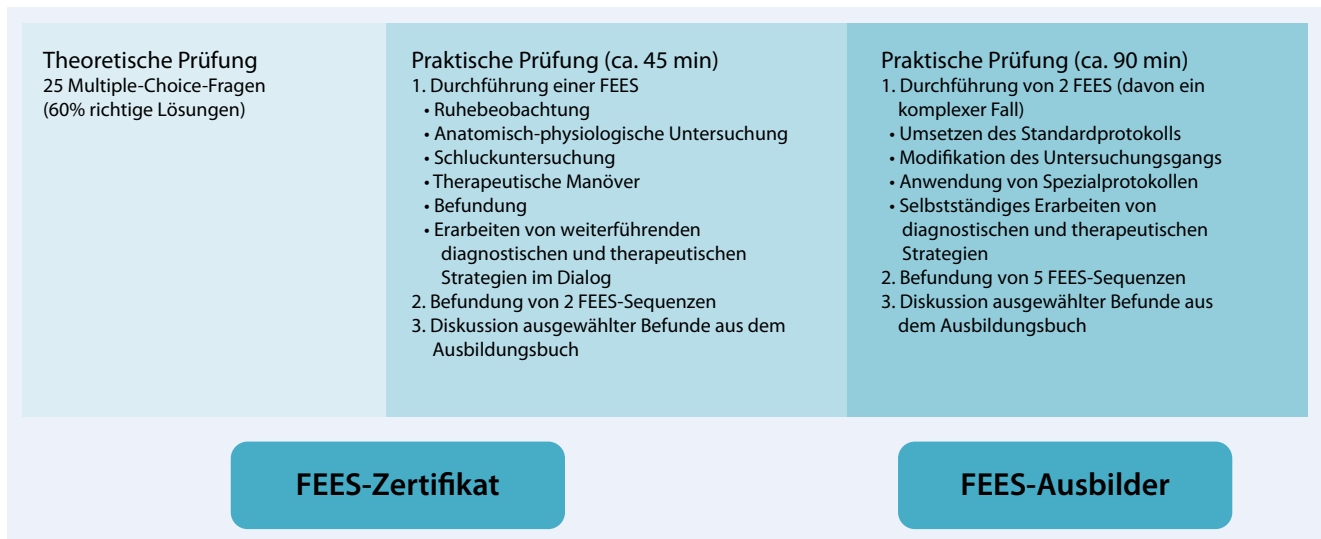 Theoretische Prüfung
25 Multiple-Choice-Fragen
(60% richtige Lösungen)
Praktische Prüfung (ca. 45 min)
1. Durchführung einer FEES
• Ruhebeobachtung
• Anatomisch-physiologische Untersuchung
• Schluckuntersuchung
• Therapeutische Manöver
• Befundung
• Erarbeiten von weiterführenden
diagnostischen und therapeutischen
Strategien im Dialog
2. Befundung von 2 FEES-Sequenzen
3. Diskussion ausgewählter Befunde aus dem
Ausbildungsbuch
Praktische Prüfung (ca. 90 min)
1. Durchführung von 2 FEES (davon ein
komplexer Fall)
• Umsetzen des Standardprotokolls
• Modifikation des Untersuchungsgangs
• Anwendung von Spezialprotokollen
• Selbstständiges Erarbeiten von
diagnostischen und therapeutischen
Strategien
2. Befundung von 5 FEES-Sequenzen
3. Diskussion ausgewählter Befunde aus
dem Ausbildungsbuch
FEES-Zertifikat
FEES-Ausbilder